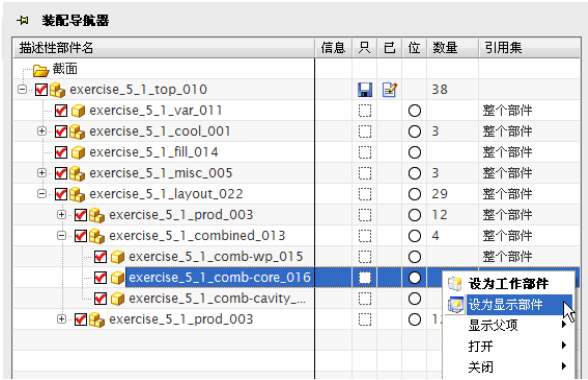 装配导航器
描述性部件名 信息 只 已 位 数量 引用集
截面
exercise_5_1_top_010 38
exercise_5_1_var_011 整个部件
exercise_5_1_cool_001 3 整个部件
exercise_5_1_fill_014 整个部件
exercise_5_1_misc_005 3 整个部件
exercise_5_1_layout_022 29 整个部件
exercise_5_1_prod_003 12 整个部件
exercise_5_1_combined_013 4 整个部件
exercise_5_1_comb-wp_015 整个部件
exercise_5_1_comb-core_016
exercise_5_1_comb-cavity_...
exercise_5_1_prod_003
设为工作部件
设为显示部件
显示父项
打开
关闭